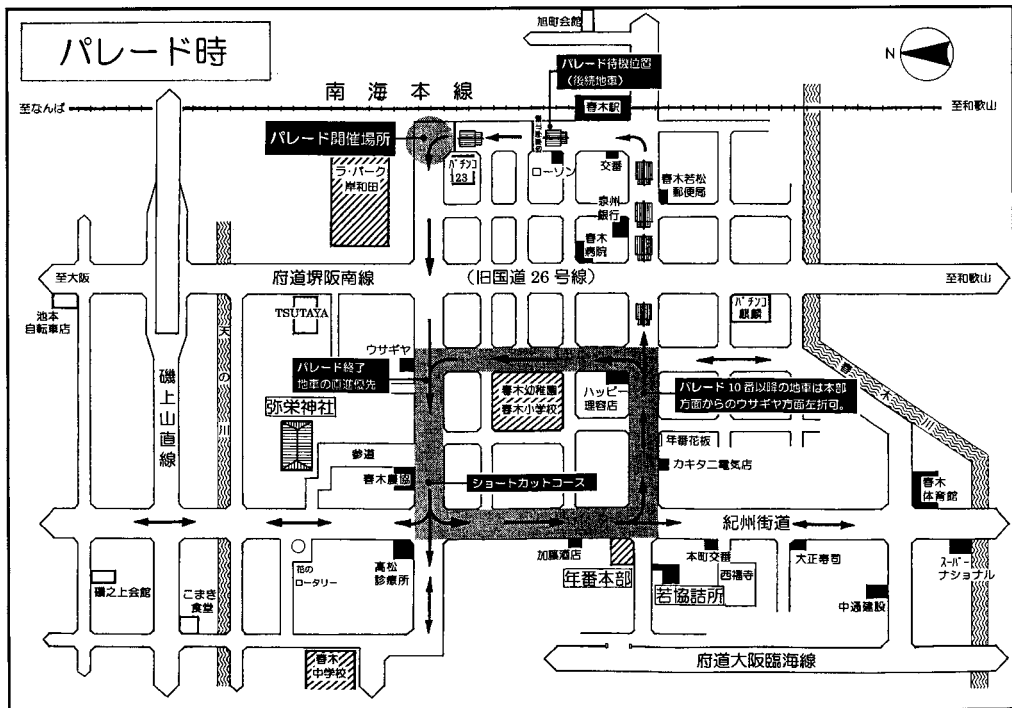 パレード時
旭町会館
N
パレード待機位置
(後続地車)
南海本線
至なんば
春木駅
至和歌山
パレード開催場所
パチンコ
123
ローソン
交番
春木若松
郵便局
ラ・パーク
岸和田
泉州
銀行
春木
病院
至大阪
府道堺阪南線
(旧国道26号線)
至和歌山
池本
自転車店
TSUTAYA
パチンコ
麒麟
天の川
春木川
磯上山直線
ウサギヤ
パレード終了
地車の直進優先
春木幼稚園
春木小学校
ハッピー
理容店
パレード10番以降の地車は本部
方面からのウサギヤ方面左折可。
弥栄神社
参道
年番花板
カキタニ電気店
春木農協
ショートカットコース
春木
体育館
紀州街道
花の
ロータリー
高松
診療所
加藤酒店
年番本部
本町交番
西福寺
大正寿司
スーパー
ナショナル
若協詰所
磯之上会館
こまき
食堂
中通建設
春木
中学校
府道大阪臨海線